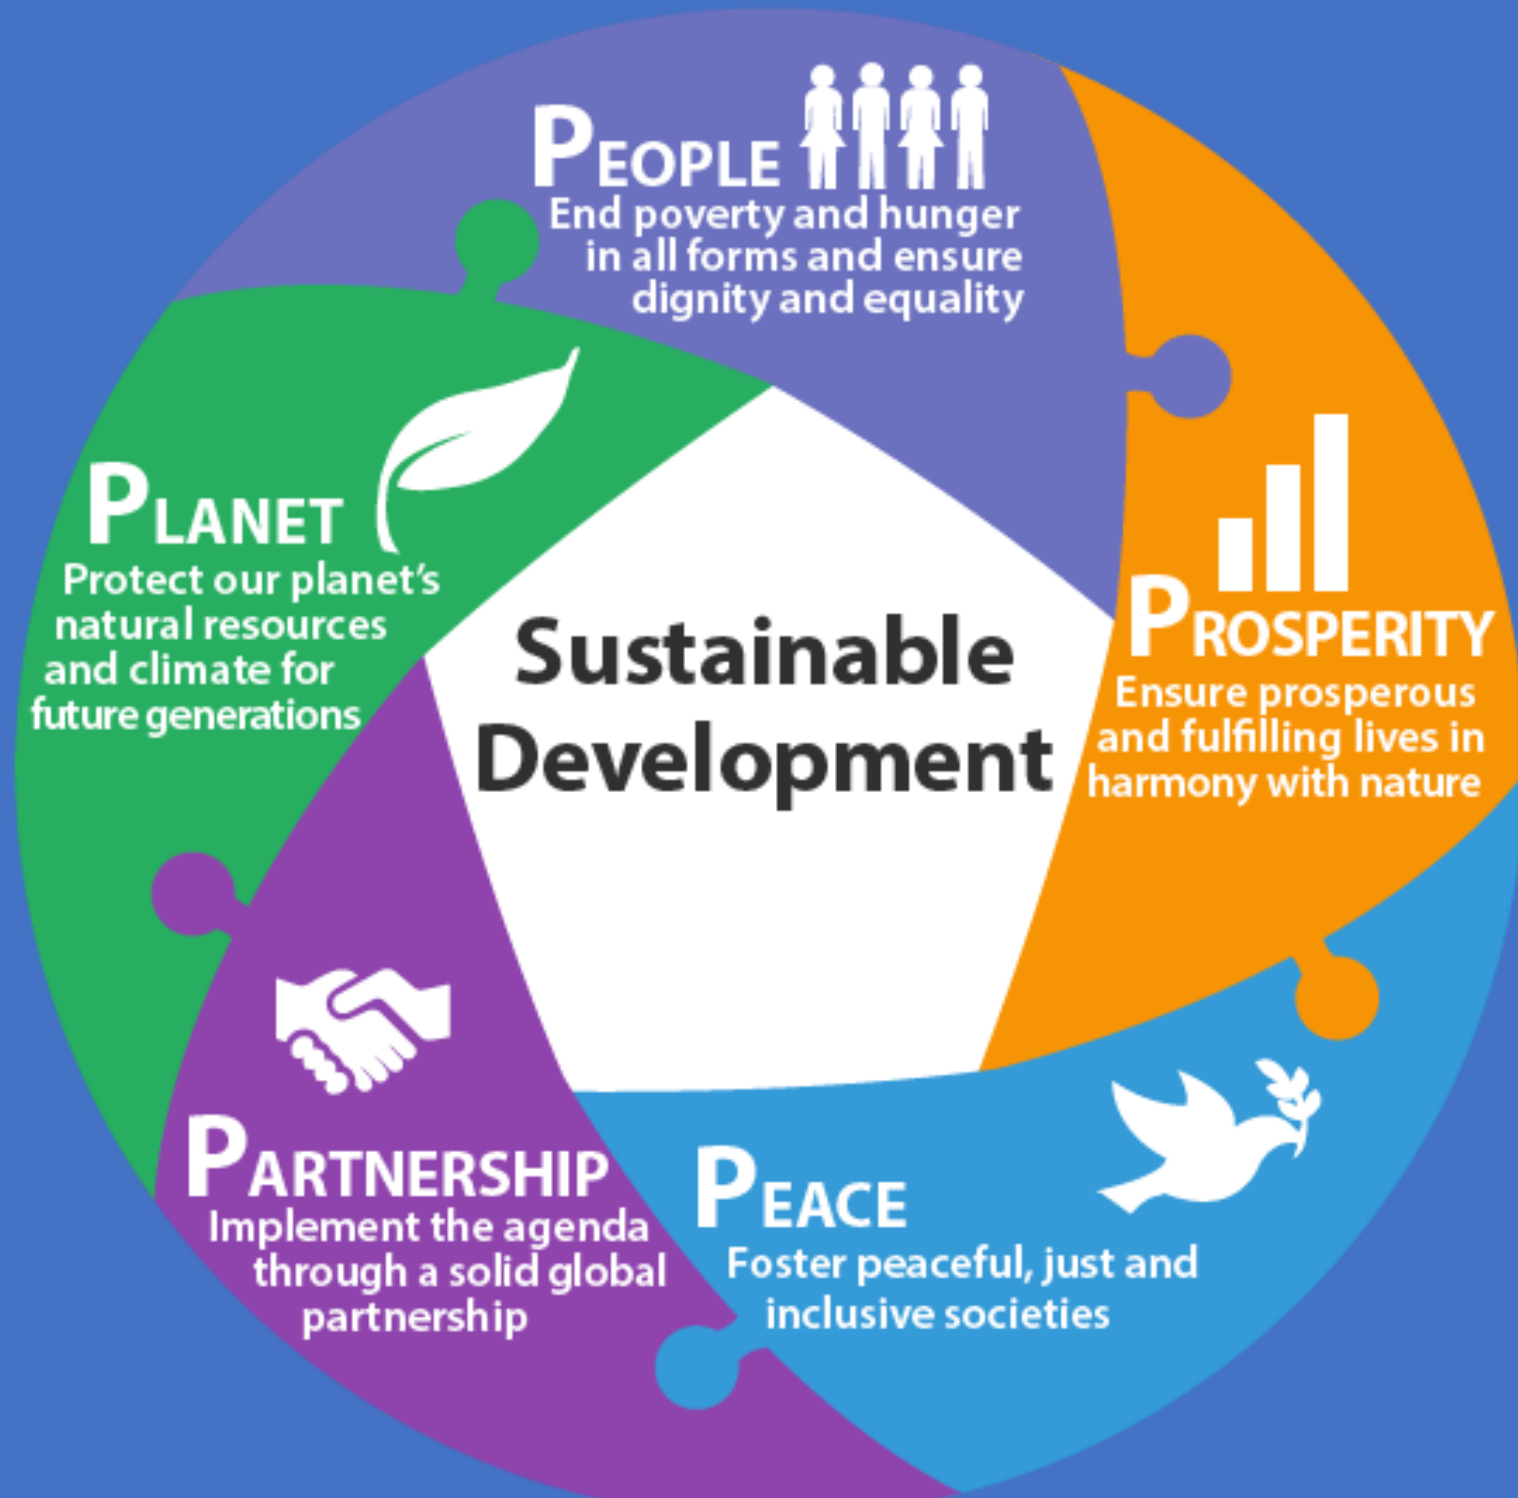 PEOPLE
End poverty and hunger
in all forms and ensure
dignity and equality
PROSPERITY
Ensure prosperous
and fulfilling lives in
harmony with nature
PEACE
Foster peaceful, just and
inclusive societies
PARTNERSHIP
Implement the agenda
through a solid global
partnership
PLANET
Protect our planet’s
natural resources
and climate for
future generations
Sustainable
Development